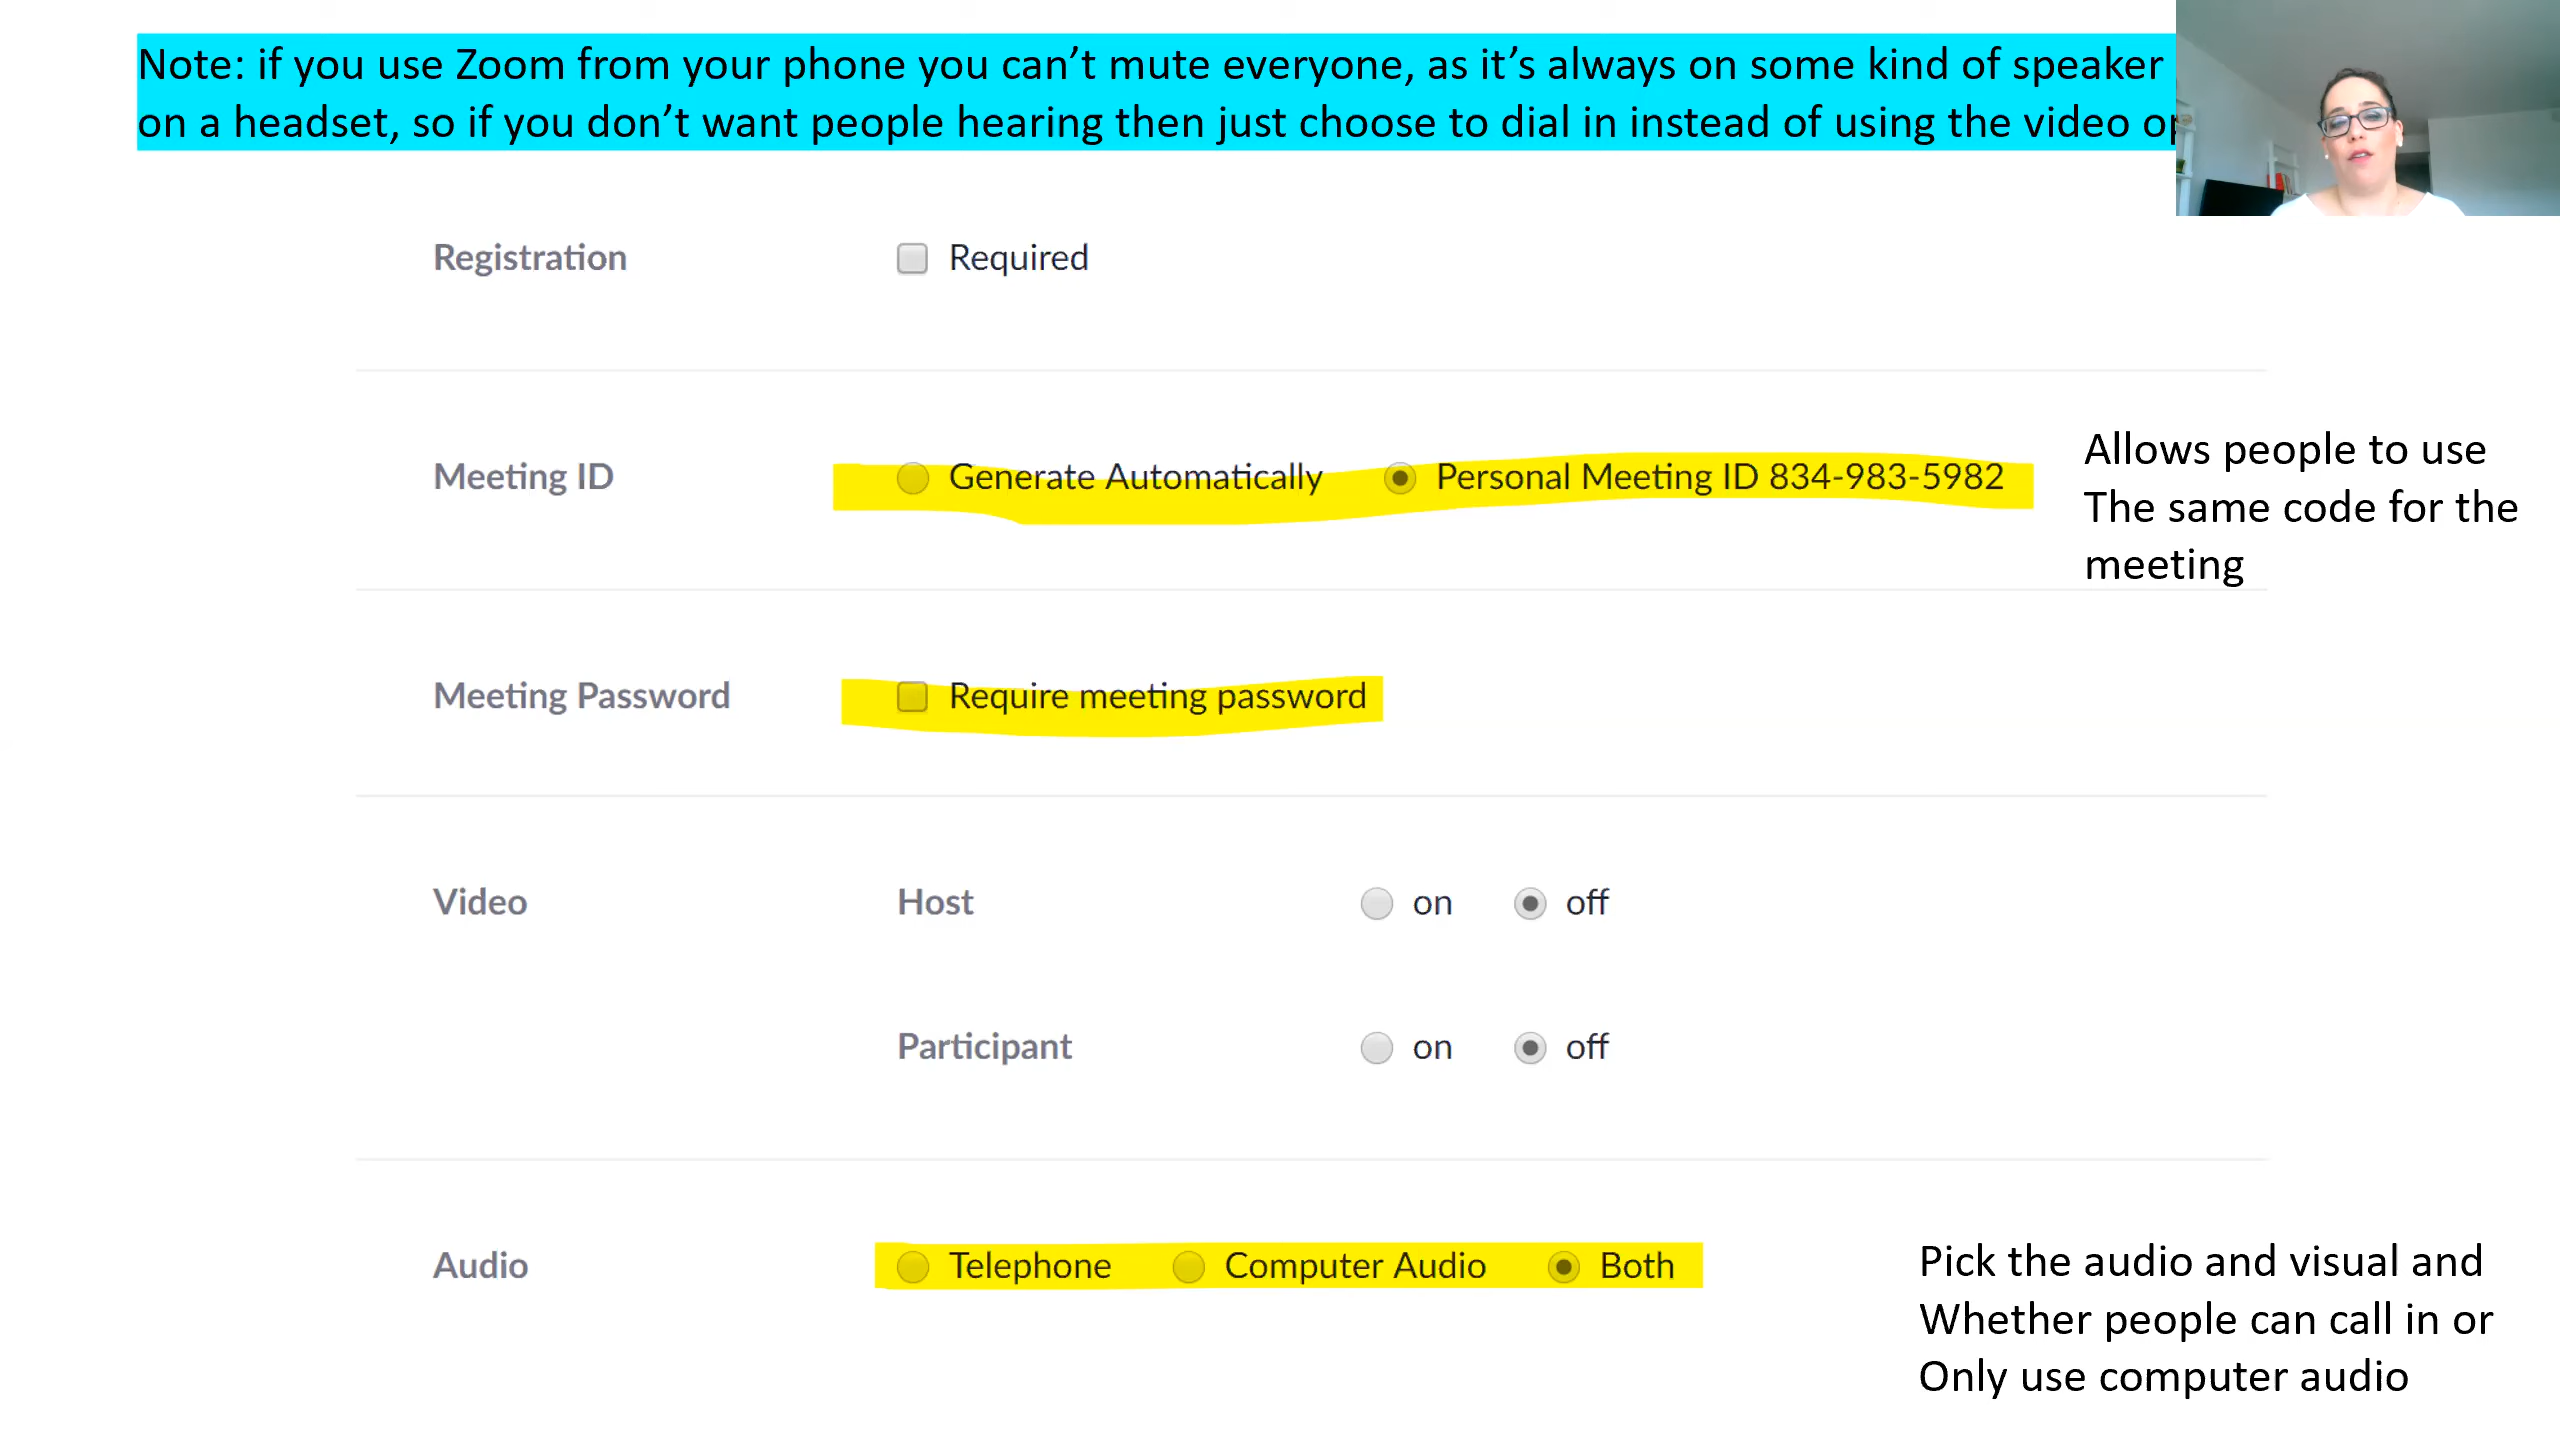 Note: if you use Zoom from your phone you can’t mute everyone, as it’s always on some kind of speaker
on a headset, so if you don’t want people hearing then just choose to dial in instead of using the video
Registration Required
Meeting ID Generate Automatically Personal Meeting ID 834-983-5982
Allows people to use
The same code for the
meeting
Meeting Password Require meeting password
Video Host on off
Participant on off
Audio Telephone Computer Audio Both
Pick the audio and visual and
Whether people can call in or
Only use computer audio